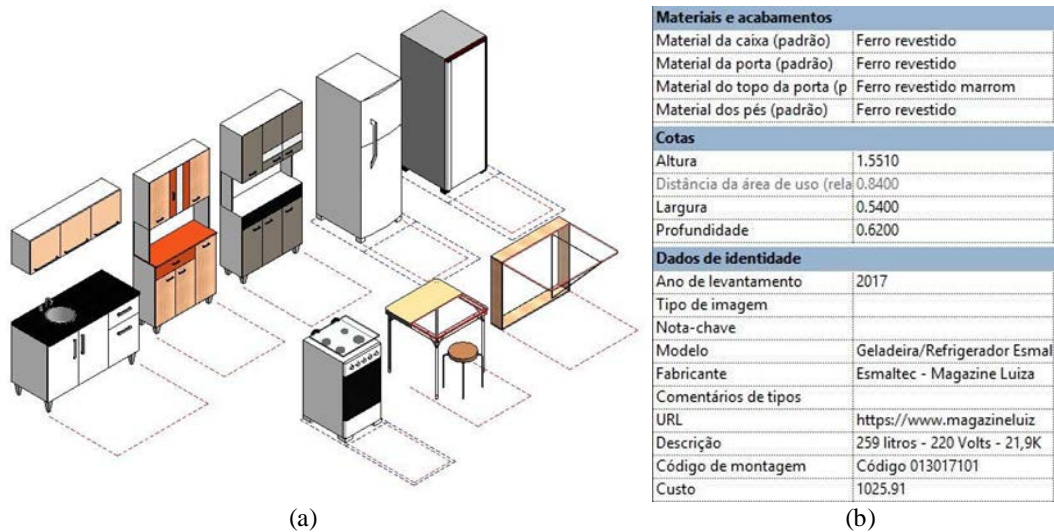 Materiais e acabamentos
Material da caixa (padrão) Ferro revestido
Material da porta (padrão) Ferro revestido
Material do topo da porta (p Ferro revestido marrom
Material dos pés (padrão) Ferro revestido
Cotas
Altura 1.5510
Distância da área de uso (rela 0.8400
Largura 0.5400
Profundidade 0.6200
Dados de identidade
Ano de levantamento 2017
Tipo de imagem
Nota-chave
Modelo Geladeira/Refrigerador Esmal
Fabricante Esmaltec - Magazine Luiza
Comentários de tipos
URL https://www.magazineluiz
Descrição 259 litros - 220 Volts - 21,9K
Código de montagem Código 013017101
Custo 1025.91
(a) (b)